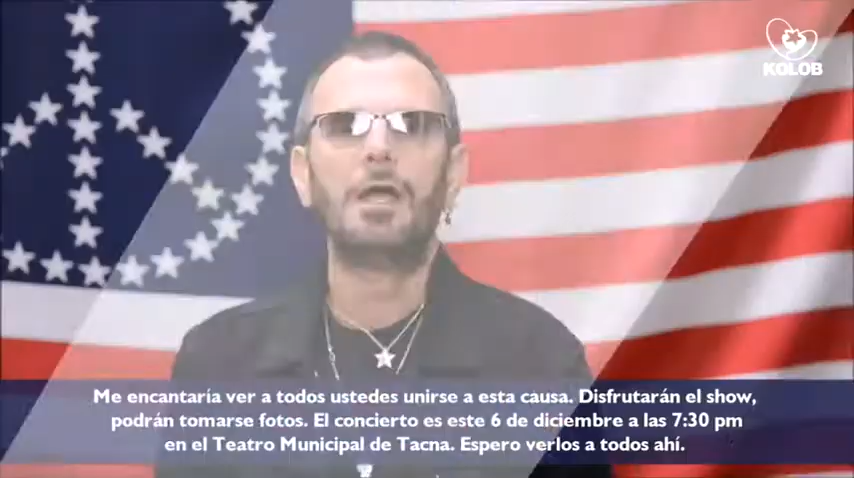 KOLOB
Me encantaría ver a todos ustedes unirse a esta causa. Disfrutarán el show,
podrán tomarse fotos. El concierto es este 6 de diciembre a las 7:30 pm
en el Teatro Municipal de Tacna. Espero verlos a todos ahí.